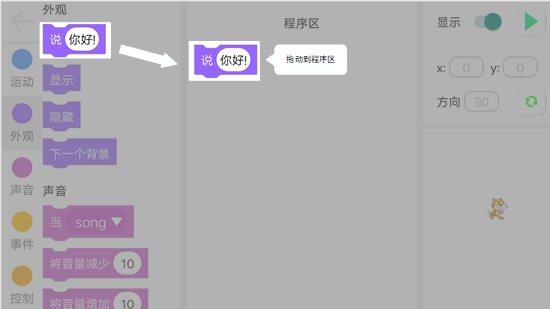 外观
说 你好!
显示
隐藏
下一个背景
声音
当 song
将音量减少 10
将音量增加 10
运动
外观
声音
事件
控制
程序区
说 你好!
拖动到程序区
显示
x: 0 y: 0
方向 90